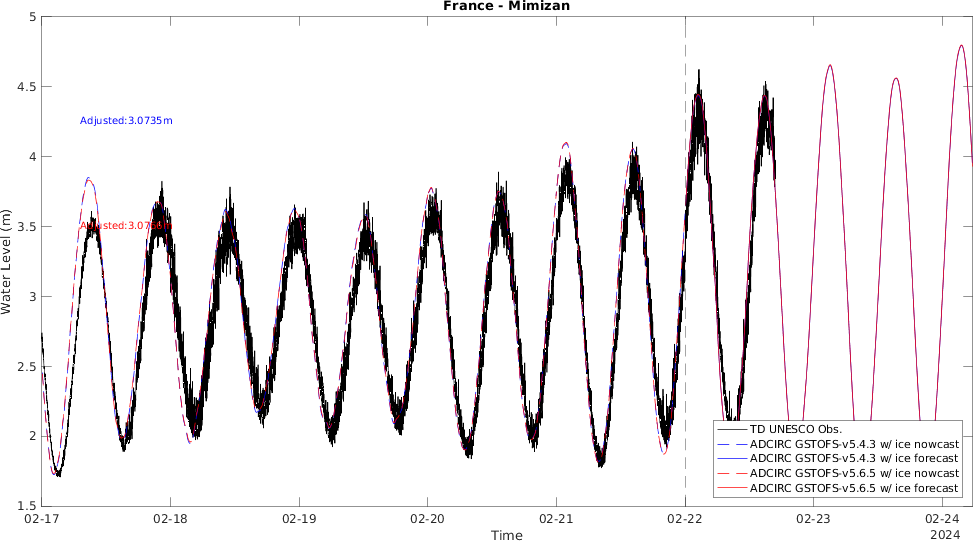 France - Mimizan
5
4.5
4
3.5
3
2.5
2
1.5
Water Level (m)
Adjusted:3.0735m
TD UNESCO Obs.
ADCIRC GSTOFS-v5.4.3 w/ ice nowcast
ADCIRC GSTOFS-v5.4.3 w/ ice forecast
ADCIRC GSTOFS-v5.6.5 w/ ice nowcast
ADCIRC GSTOFS-v5.6.5 w/ ice forecast
02-17 02-18 02-19 02-20 02-21 02-22 02-23 02-24
Time
2024